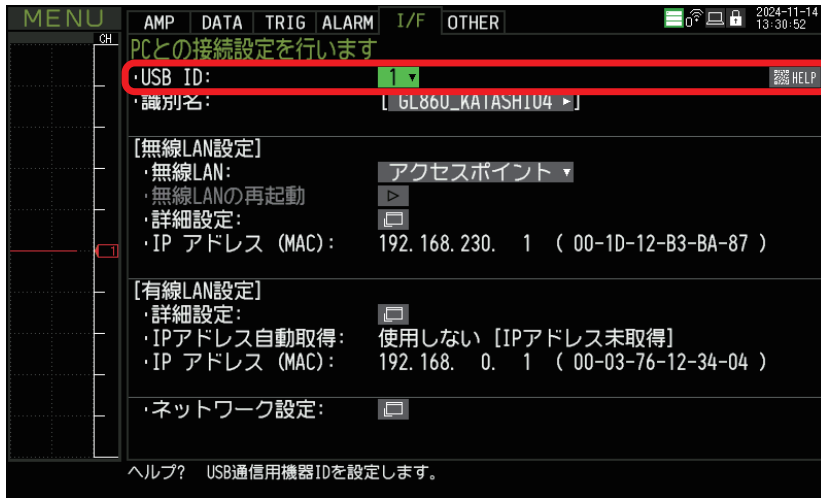 MENU AMP DATA TRIG ALARM I/F OTHER 2024-11-14
13:30:52
CH
PCとの接続設定を行います
・USB ID: 1 ▼ HELP
・識別名: [ GL860_KATASHI04 ▸]
[無線LAN設定]
・無線LAN: アクセスポイント ▼
・無線LANの再起動 ▷
・詳細設定:
・IP アドレス (MAC): 192.168.230. 1 ( 00-1D-12-B3-BA-87 )
1
[有線LAN設定]
・詳細設定:
・IPアドレス自動取得: 使用しない [IPアドレス未取得]
・IP アドレス (MAC): 192.168. 0. 1 ( 00-03-76-12-34-04 )
・ネットワーク設定:
ヘルプ? USB通信用機器IDを設定します。